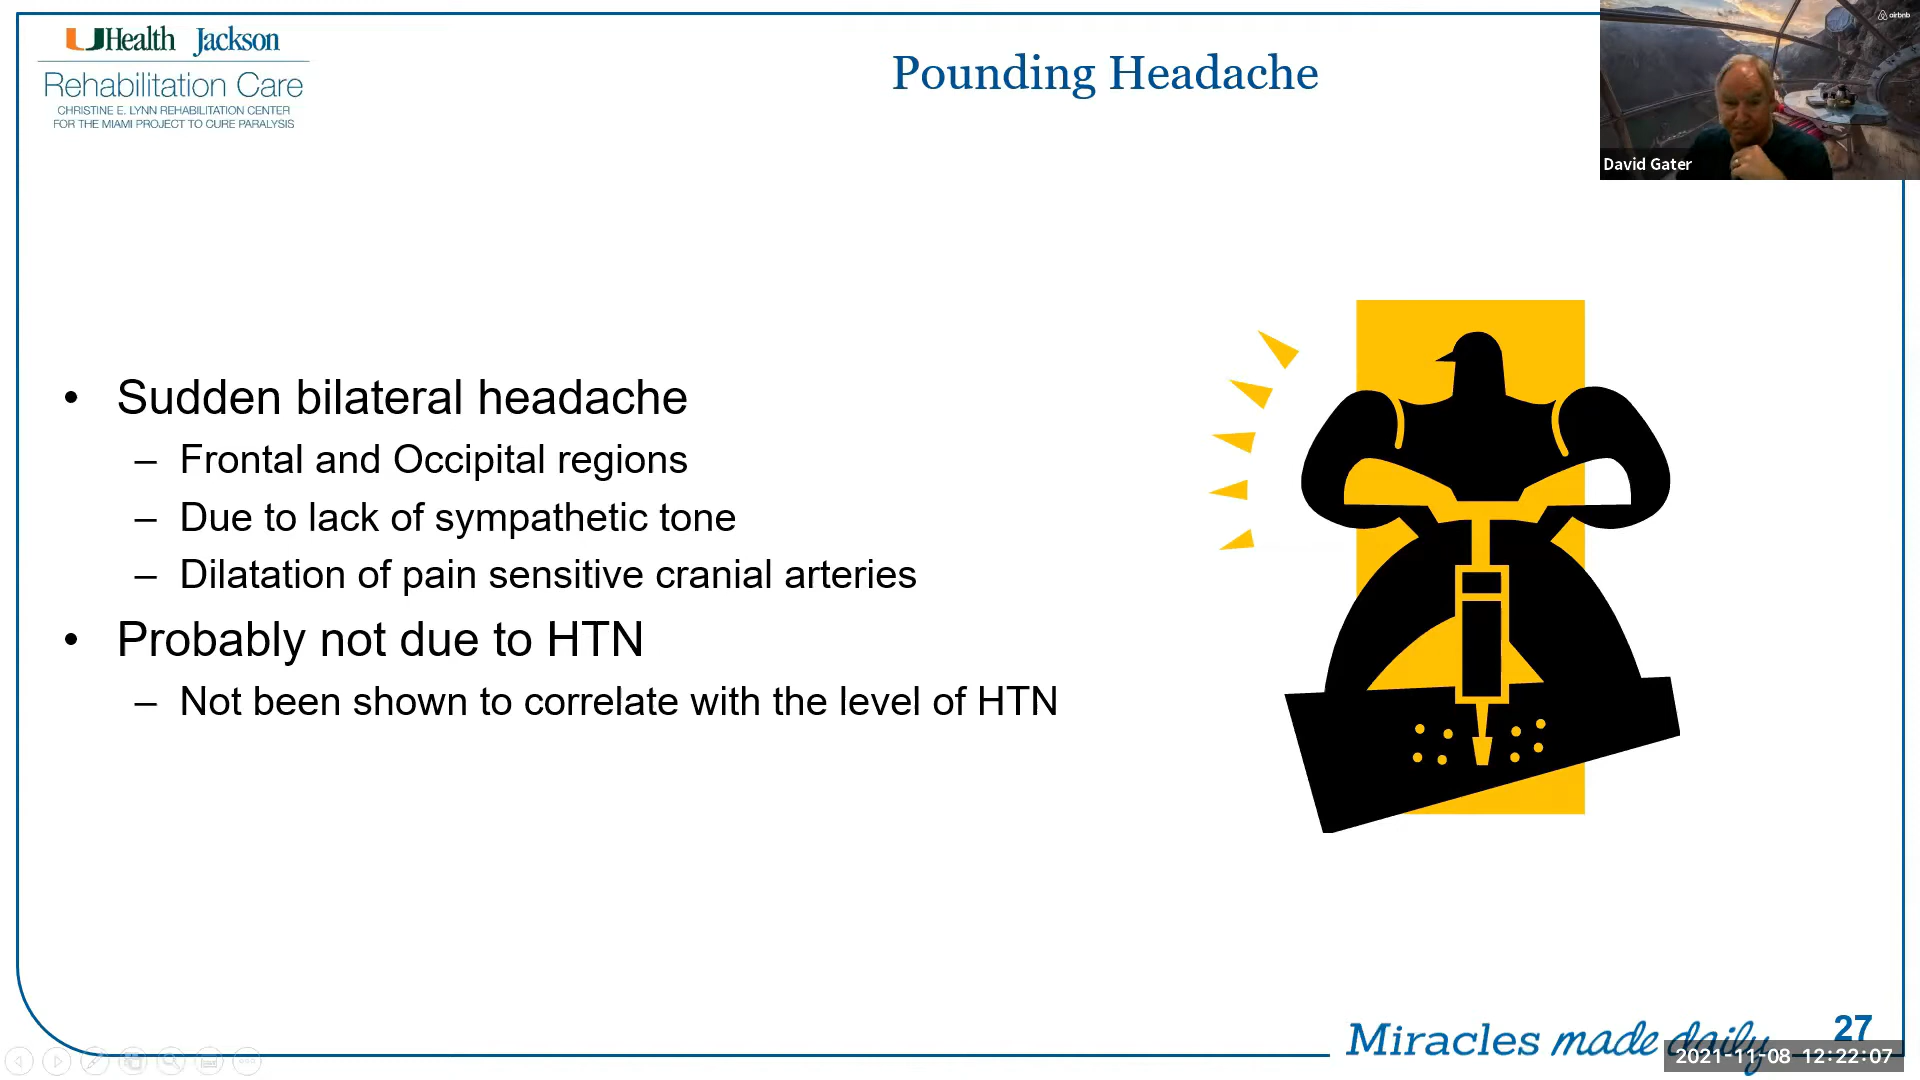 UHealth Jackson
Rehabilitation Care
CHRISTINE E. LYNN REHABILITATION CENTER
FOR THE MIAMI PROJECT TO CURE PARALYSIS
Pounding Headache
airbnb
David Gater
• Sudden bilateral headache
– Frontal and Occipital regions
– Due to lack of sympathetic tone
– Dilatation of pain sensitive cranial arteries
• Probably not due to HTN
– Not been shown to correlate with the level of HTN
Miracles made daily
27
2021-11-08 12:22:07